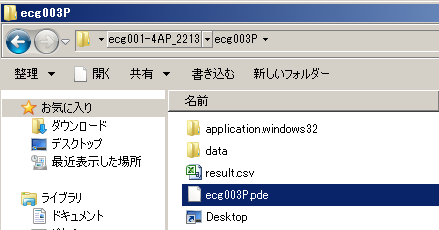 ecg003P
ecg001-4AP_2213 ecg003P
整理 開く 共有 書き込む 新しいフォルダー
お気に入り
ダウンロード
デスクトップ
最近表示した場所
ライブラリ
ドキュメント
名前
application.windows32
data
result.csv
ecg003P.pde
Desktop